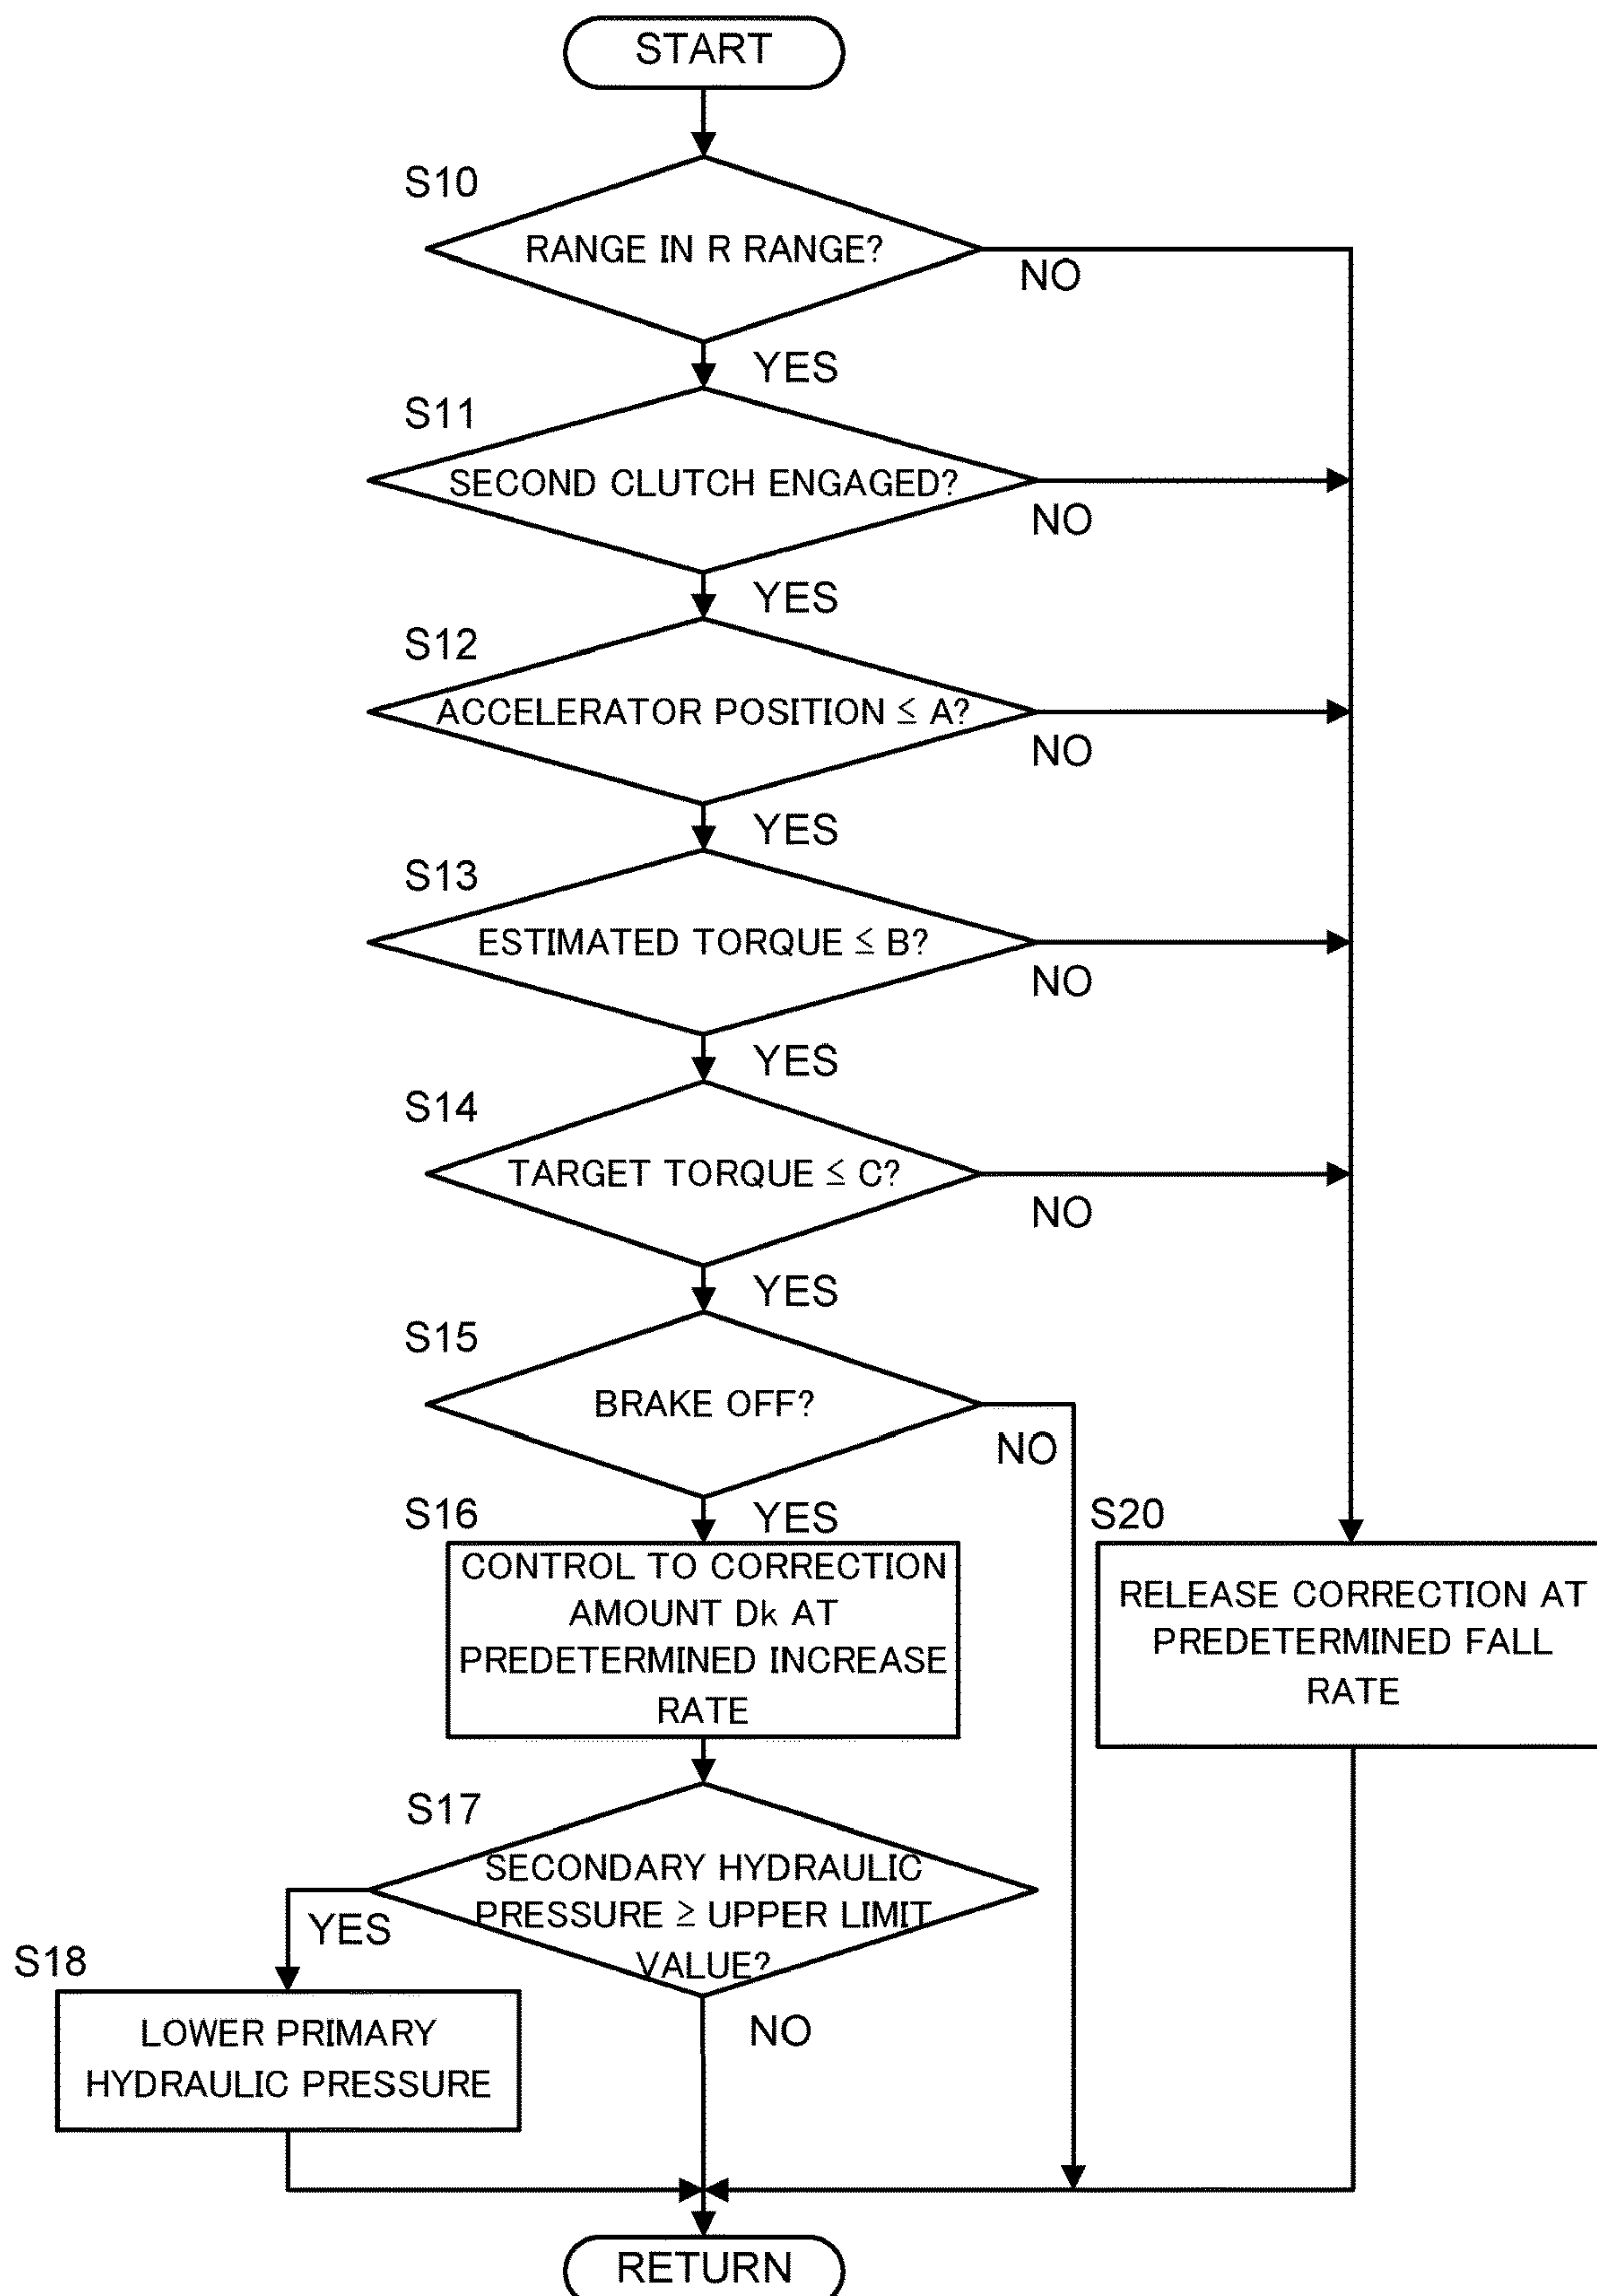 START
S10
RANGE IN R RANGE?
NO
YES
S11
SECOND CLUTCH ENGAGED?
NO
YES
S12
ACCELERATOR POSITION ≦ A?
NO
YES
S13
ESTIMATED TORQUE ≦ B?
NO
YES
S14
TARGET TORQUE ≦ C?
NO
YES
S15
BRAKE OFF?
NO
YES
S16
CONTROL TO CORRECTION
AMOUNT Dk AT
PREDETERMINED INCREASE
RATE
S20
RELEASE CORRECTION AT
PREDETERMINED FALL
RATE
S17
SECONDARY HYDRAULIC
PRESSURE ≧ UPPER LIMIT
VALUE?
YES
NO
S18
LOWER PRIMARY
HYDRAULIC PRESSURE
RETURN